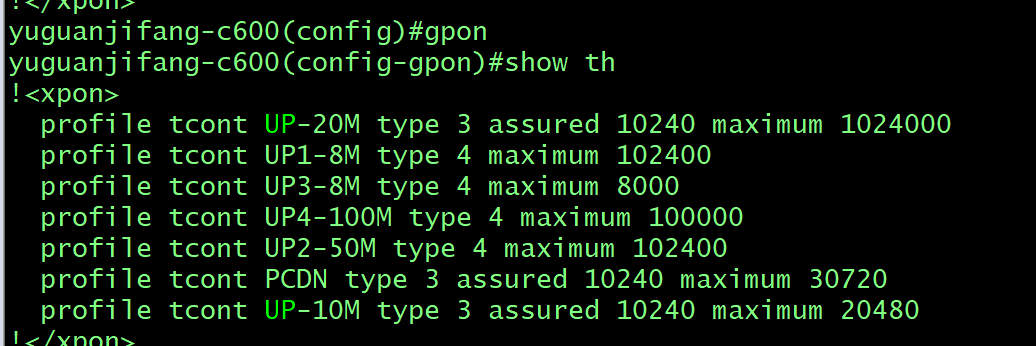 !</xpon>
yuguanjifang-c600(config)#gpon
yuguanjifang-c600(config-gpon)#show th
!<xpon>
profile tcont UP-20M type 3 assured 10240 maximum 1024000
profile tcont UP1-8M type 4 maximum 102400
profile tcont UP3-8M type 4 maximum 8000
profile tcont UP4-100M type 4 maximum 100000
profile tcont UP2-50M type 4 maximum 102400
profile tcont PCDN type 3 assured 10240 maximum 30720
profile tcont UP-10M type 3 assured 10240 maximum 20480
!</xpon>